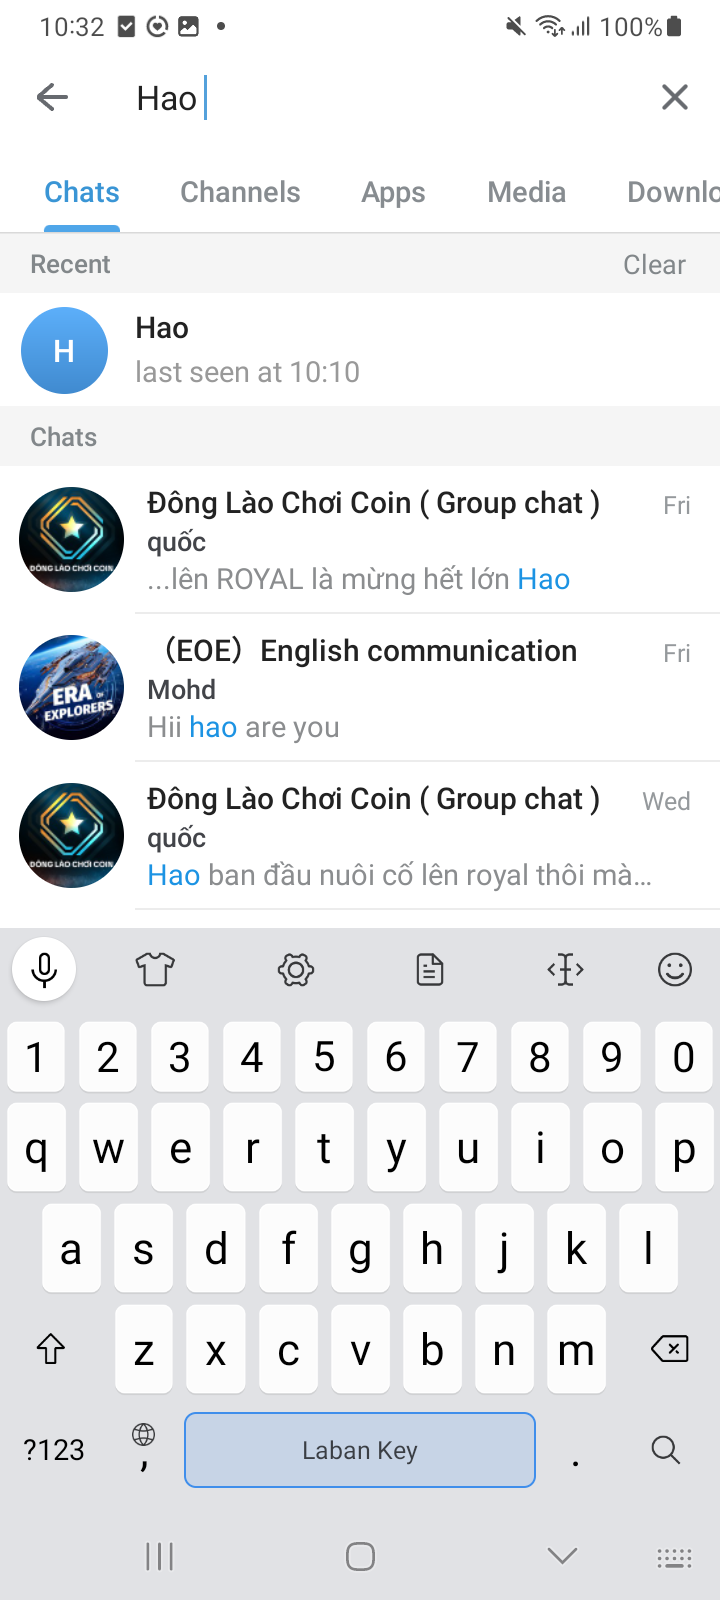 10:32
100%
Hao
Chats Channels Apps Media Downlo
Recent Clear
H
Hao
last seen at 10:10
Chats
Đông Lào Chơi Coin ( Group chat ) Fri
quốc
...lên ROYAL là mừng hết lớn Hao
ĐÔNG LÀO CHƠI COIN
（EOE）English communication Fri
Mohd
Hii hao are you
ERA OF
EXPLORERS
Đông Lào Chơi Coin ( Group chat ) Wed
quốc
Hao ban đầu nuôi cố lên royal thôi mà...
ĐÔNG LÀO CHƠI COIN
1 2 3 4 5 6 7 8 9 0
q w e r t y u i o p
a s d f g h j k l
z x c v b n m
?123 , Laban Key .